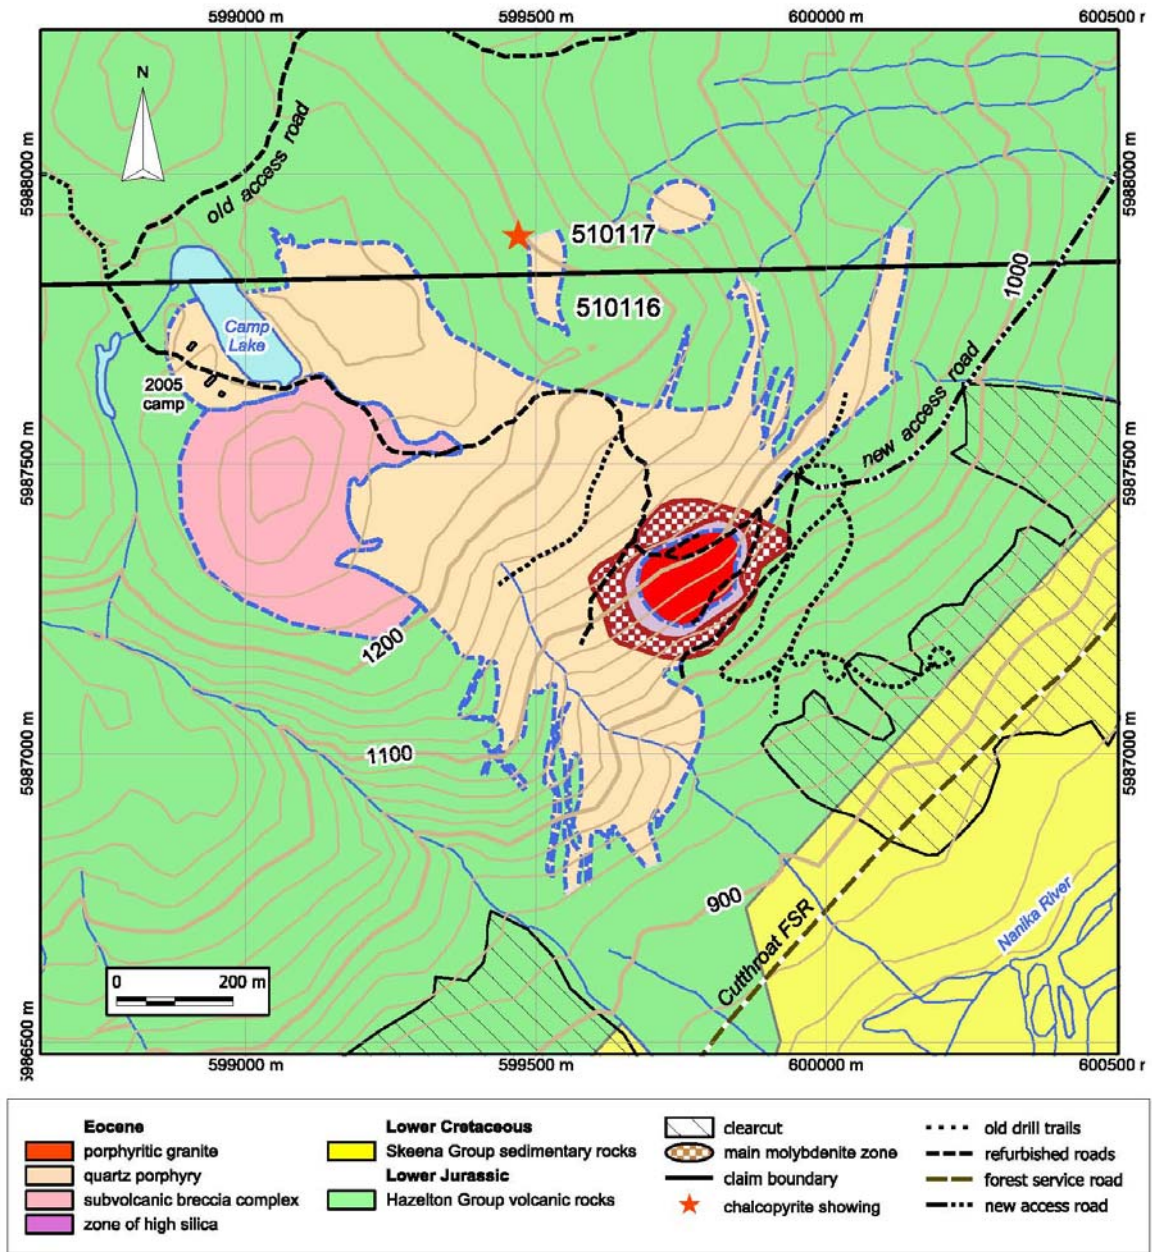 599000 m
599500 m
600000 m
600500 r
5988000 m
5987500 m
5987000 m
5986500 m
N
old access road
510117
510116
1000
Camp
Lake
2005
camp
new access road
5988000 m
5987500 m
5987000 m
1200
1100
900
Cutthroat FSR
Nanika River
0 200 m
599000 m
599500 m
600000 m
600500 r
Eocene
porphyritic granite
quartz porphyry
subvolcanic breccia complex
zone of high silica
Lower Cretaceous
Skeena Group sedimentary rocks
Lower Jurassic
Hazelton Group volcanic rocks
clearcut
main molybdenite zone
claim boundary
chalcopyrite showing
old drill trails
refurbished roads
forest service road
new access road